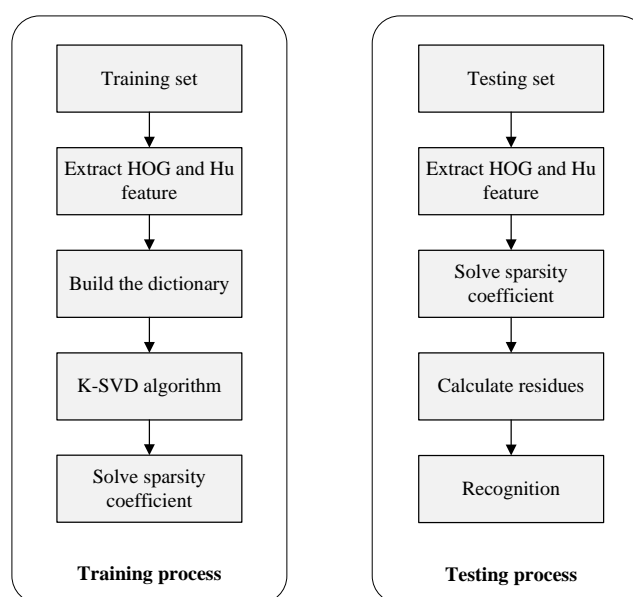 Training set
Extract HOG and Hu
feature
Build the dictionary
K-SVD algorithm
Solve sparsity
coefficient
Training process
Testing set
Extract HOG and Hu
feature
Solve sparsity
coefficient
Calculate residues
Recognition
Testing process